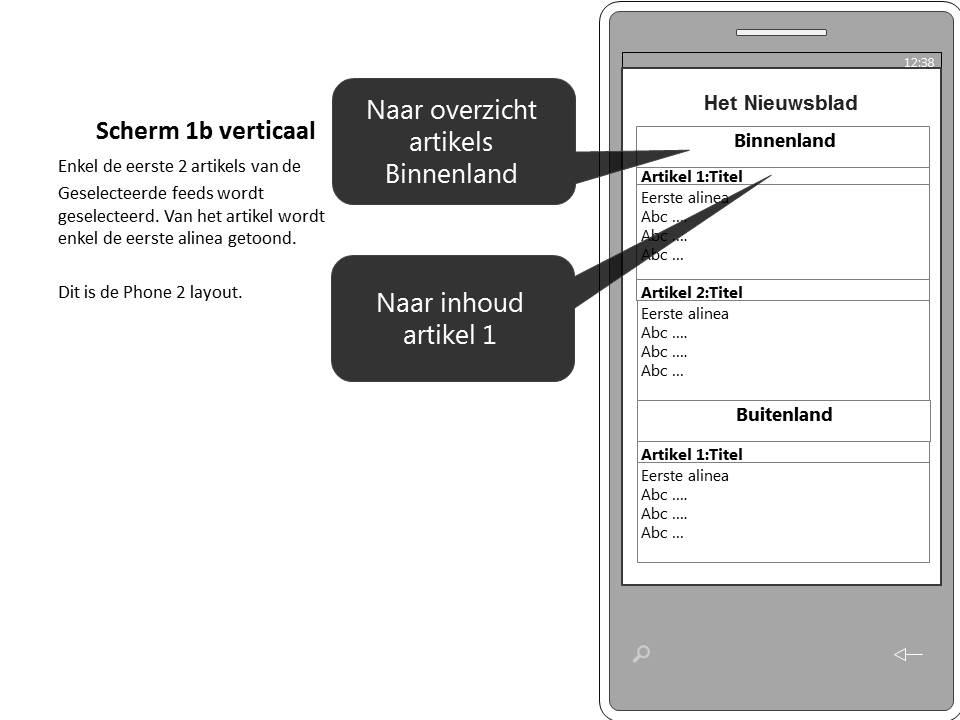 Scherm 1b verticaal
Enkel de eerste 2 artikels van de
Geselecteerde feeds wordt
geselecteerd. Van het artikel wordt
enkel de eerste alinea getoond.
Dit is de Phone 2 layout.
Naar overzicht
artikels
Binnenland
Naar inhoud
artikel 1
12:38
Het Nieuwsblad
Binnenland
Artikel 1:Titel
Eerste alinea
Abc ....
Abc ....
Abc ...
Artikel 2:Titel
Eerste alinea
Abc ....
Abc ....
Abc ...
Buitenland
Artikel 1:Titel
Eerste alinea
Abc ....
Abc ....
Abc ...